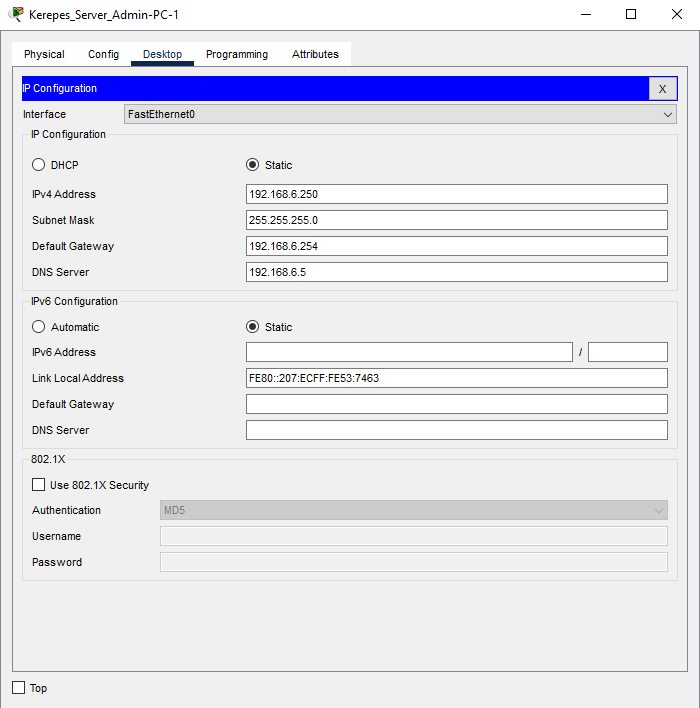 Kerepes_Server_Admin-PC-1
Physical Config Desktop Programming Attributes
IP Configuration X
Interface FastEthernet0
IP Configuration
DHCP Static
IPv4 Address 192.168.6.250
Subnet Mask 255.255.255.0
Default Gateway 192.168.6.254
DNS Server 192.168.6.5
IPv6 Configuration
Automatic Static
IPv6 Address /
Link Local Address FE80::207:ECFF:FE53:7463
Default Gateway
DNS Server
802.1X
Use 802.1X Security
Authentication MD5
Username
Password
Top